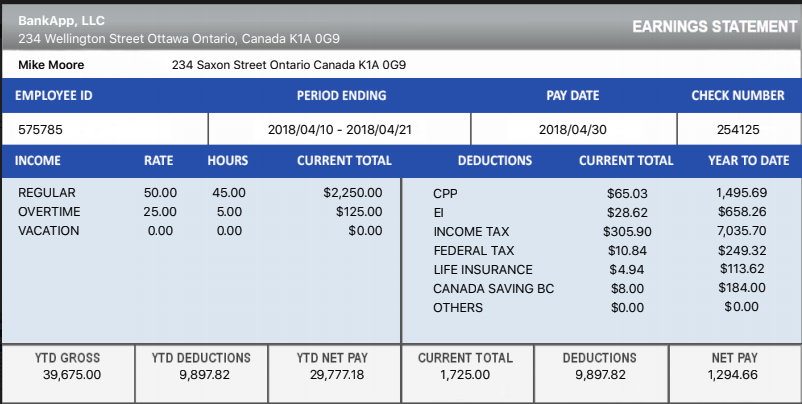 BankApp, LLC
234 Wellington Street Ottawa Ontario, Canada K1A 0G9
EARNINGS STATEMENT
Mike Moore 234 Saxon Street Ontario Canada K1A 0G9
EMPLOYEE ID PERIOD ENDING PAY DATE CHECK NUMBER
575785 2018/04/10 - 2018/04/21 2018/04/30 254125
INCOME RATE HOURS CURRENT TOTAL DEDUCTIONS CURRENT TOTAL YEAR TO DATE
REGULAR 50.00 45.00 $2,250.00 CPP $65.03 1,495.69
OVERTIME 25.00 5.00 $125.00 EI $28.62 $658.26
VACATION 0.00 0.00 $0.00 INCOME TAX $305.90 7,035.70
FEDERAL TAX $10.84 $249.32
LIFE INSURANCE $4.94 $113.62
CANADA SAVING BC $8.00 $184.00
OTHERS $0.00 $0.00
YTD GROSS YTD DEDUCTIONS YTD NET PAY CURRENT TOTAL DEDUCTIONS NET PAY
39,675.00 9,897.82 29,777.18 1,725.00 9,897.82 1,294.66